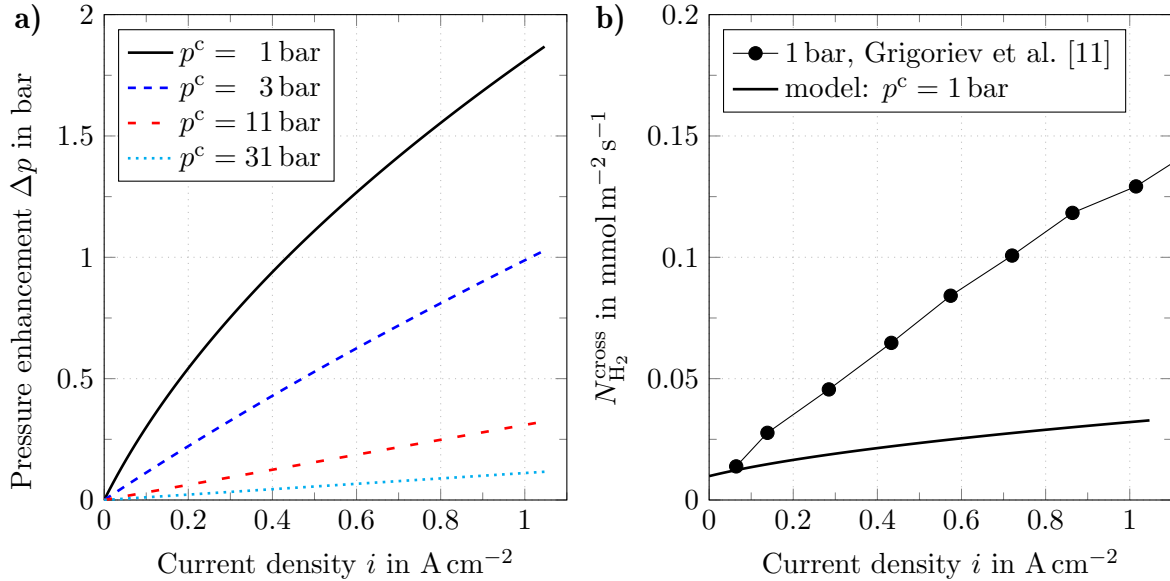 a)
Pressure enhancement Δp in bar
2
1.5
1
0.5
0
pᶜ = 1 bar
pᶜ = 3 bar
pᶜ = 11 bar
pᶜ = 31 bar
0 0.2 0.4 0.6 0.8 1
Current density i in A cm⁻²
b)
N_{H₂}^{cross} in mmol m⁻² s⁻¹
0.2
0.15
0.1
0.05
0
1 bar, Grigoriev et al. [11]
model: pᶜ = 1 bar
0 0.2 0.4 0.6 0.8 1
Current density i in A cm⁻²